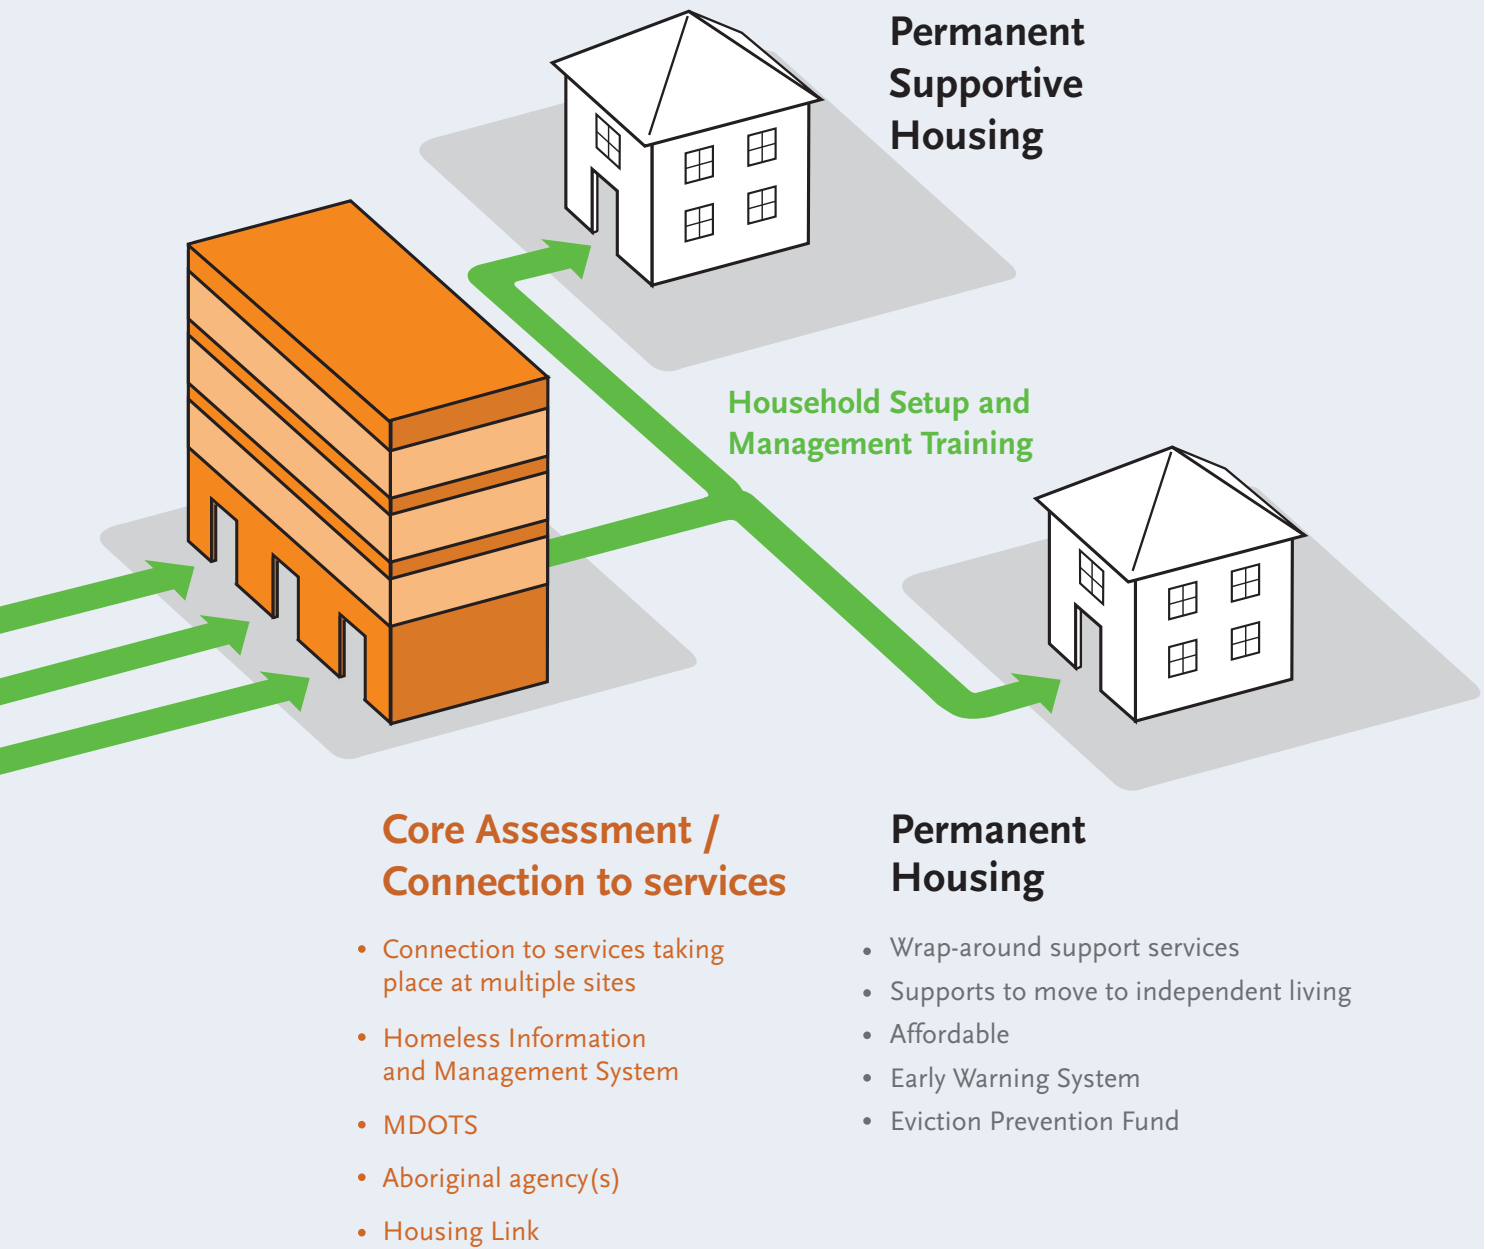 Permanent
Supportive
Housing
Household Setup and
Management Training
Core Assessment /
Connection to services
• Connection to services taking
place at multiple sites
• Homeless Information
and Management System
• MDOTS
• Aboriginal agency(s)
• Housing Link
Permanent
Housing
• Wrap-around support services
• Supports to move to independent living
• Affordable
• Early Warning System
• Eviction Prevention Fund